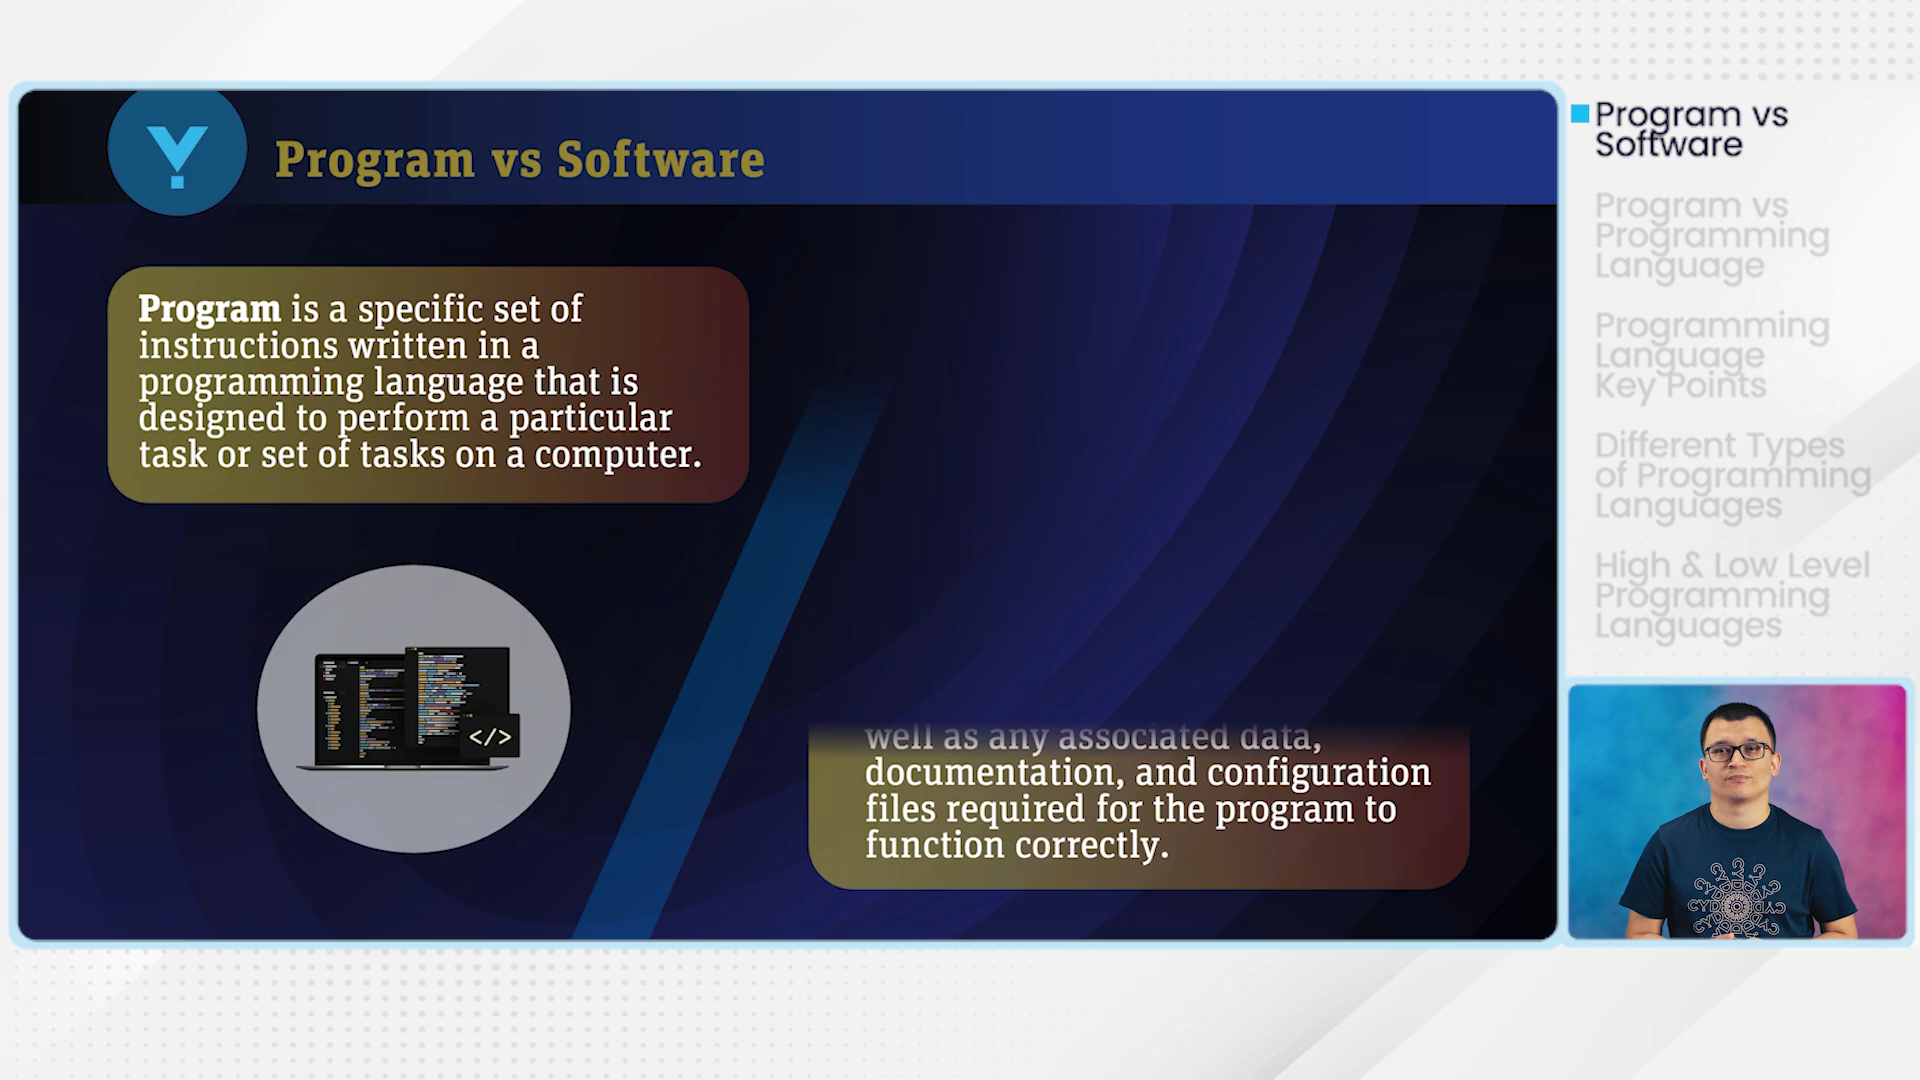 Program vs Software
Program is a specific set of
instructions written in a
programming language that is
designed to perform a particular
task or set of tasks on a computer.
</>
well as any associated data,
documentation, and configuration
files required for the program to
function correctly.
Program vs
Software
Program vs
Programming
Language
Programming
Language
Key Points
Different Types
of Programming
Languages
High & Low Level
Programming
Languages